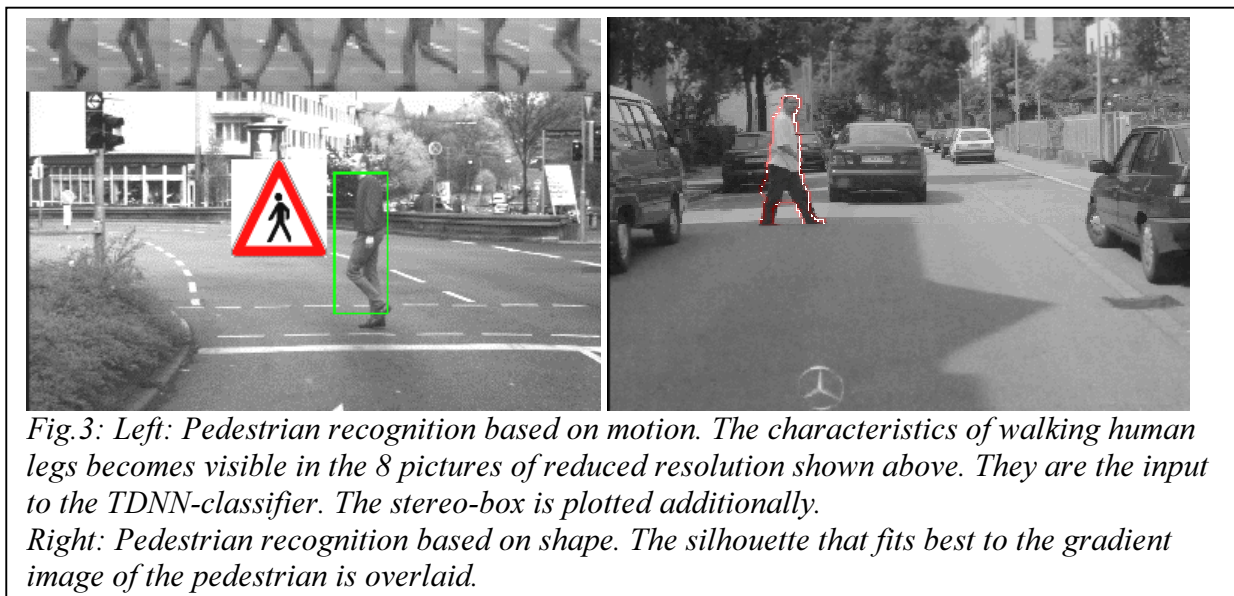 Fig.3: Left: Pedestrian recognition based on motion. The characteristics of walking human
legs becomes visible in the 8 pictures of reduced resolution shown above. They are the input
to the TDNN-classifier. The stereo-box is plotted additionally.
Right: Pedestrian recognition based on shape. The silhouette that fits best to the gradient
image of the pedestrian is overlaid.